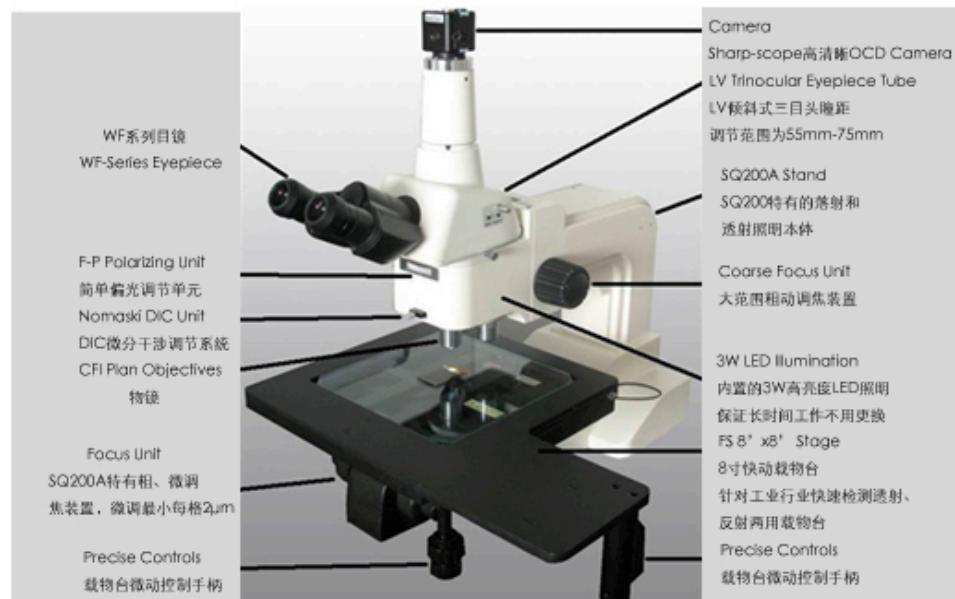 WF系列目镜
WF-Series Eyepiece
F-P Polarizing Unit
简单偏光调节单元
Nomaski DIC Unit
DIC微分干涉调节系统
CFI Plan Objectives
物镜
Focus Unit
SQ200A特有粗、微调
焦装置，微调最小每格2μm
Precise Controls
载物台微动控制手柄
Camera
Sharp-scope高清晰OCD Camera
LV Trinocular Eyepiece Tube
LV倾斜式三目头瞳距
调节范围为55mm-75mm
SQ200A Stand
SQ200特有的落射和
透射照明本体
Coarse Focus Unit
大范围粗动调焦装置
3W LED Illumination
内置的3W高亮度LED照明
保证长时间工作不用更换
FS 8’ x8’ Stage
8寸快动载物台
针对工业行业快速检测透射、
反射两用载物台
Precise Controls
载物台微动控制手柄